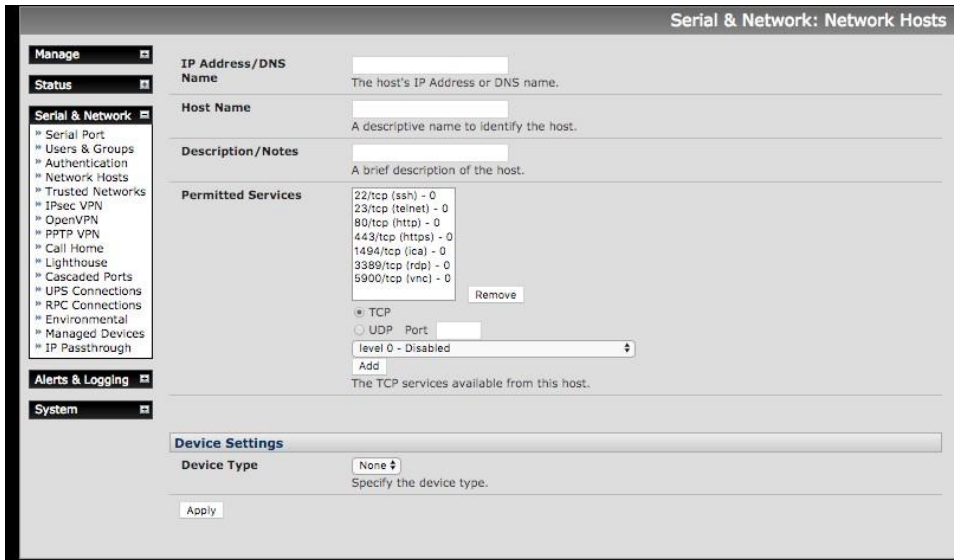 Serial & Network: Network Hosts
Manage
Status
Serial & Network
» Serial Port
» Users & Groups
» Authentication
» Network Hosts
» Trusted Networks
» IPsec VPN
» OpenVPN
» PPTP VPN
» Call Home
» Lighthouse
» Cascaded Ports
» UPS Connections
» RPC Connections
» Environmental
» Managed Devices
» IP Passthrough
Alerts & Logging
System
IP Address/DNS
Name
The host's IP Address or DNS name.
Host Name
A descriptive name to identify the host.
Description/Notes
A brief description of the host.
Permitted Services
22/tcp (ssh) - 0
23/tcp (telnet) - 0
80/tcp (http) - 0
443/tcp (https) - 0
1494/tcp (ica) - 0
3389/tcp (rdp) - 0
5900/tcp (vnc) - 0
Remove
TCP
UDP Port
level 0 - Disabled
Add
The TCP services available from this host.
Device Settings
Device Type
None
Specify the device type.
Apply